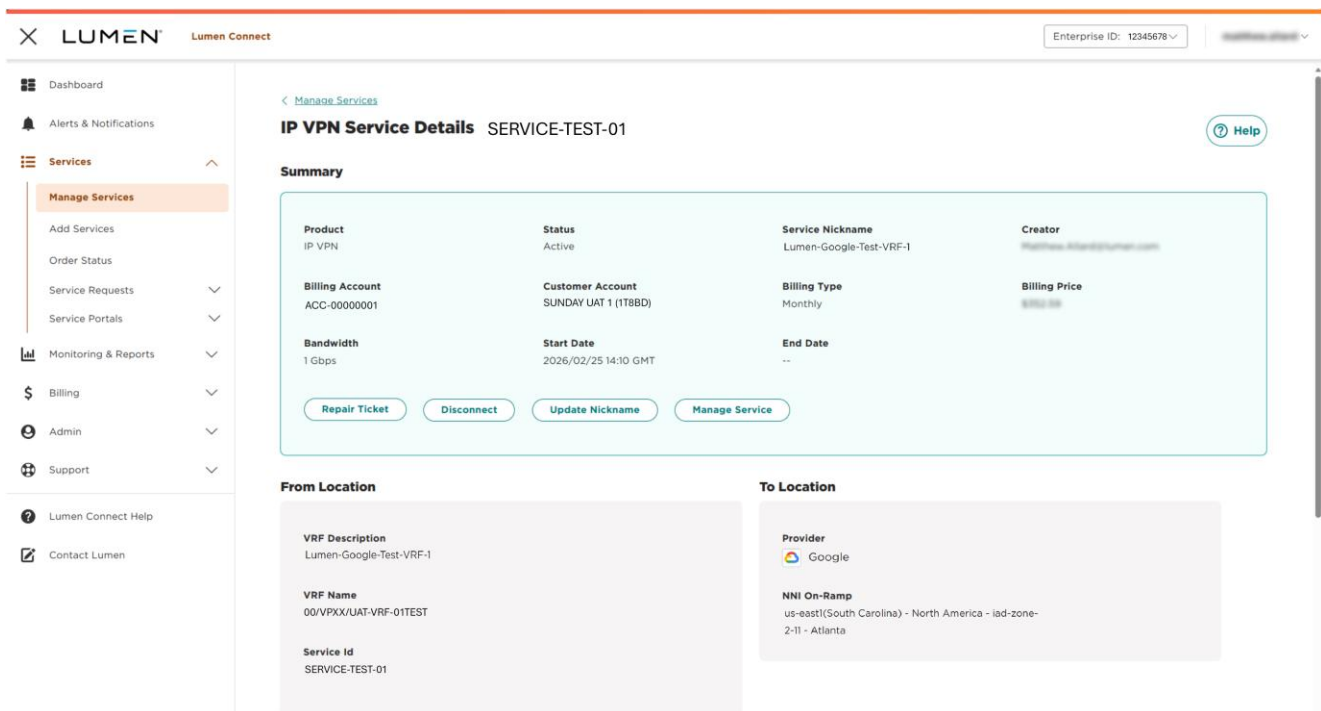 LUMEN
Lumen Connect
Enterprise ID: 12345678
Dashboard
Alerts & Notifications
Services
Manage Services
Add Services
Order Status
Service Requests
Service Portals
Monitoring & Reports
Billing
Admin
Support
Lumen Connect Help
Contact Lumen
Manage Services
IP VPN Service Details SERVICE-TEST-01
Help
Summary
Product
IP VPN
Status
Active
Service Nickname
Lumen-Google-Test-VRF-1
Creator
Billing Account
ACC-00000001
Customer Account
SUNDAY UAT 1 (1T8BD)
Billing Type
Monthly
Billing Price
Bandwidth
1 Gbps
Start Date
2026/02/25 14:10 GMT
End Date
--
Repair Ticket
Disconnect
Update Nickname
Manage Service
From Location
VRF Description
Lumen-Google-Test-VRF-1
VRF Name
00/VPXX/UAT-VRF-01TEST
Service Id
SERVICE-TEST-01
To Location
Provider
Google
NNI On-Ramp
us-east1(South Carolina) - North America - iad-zone-
2-11 - Atlanta